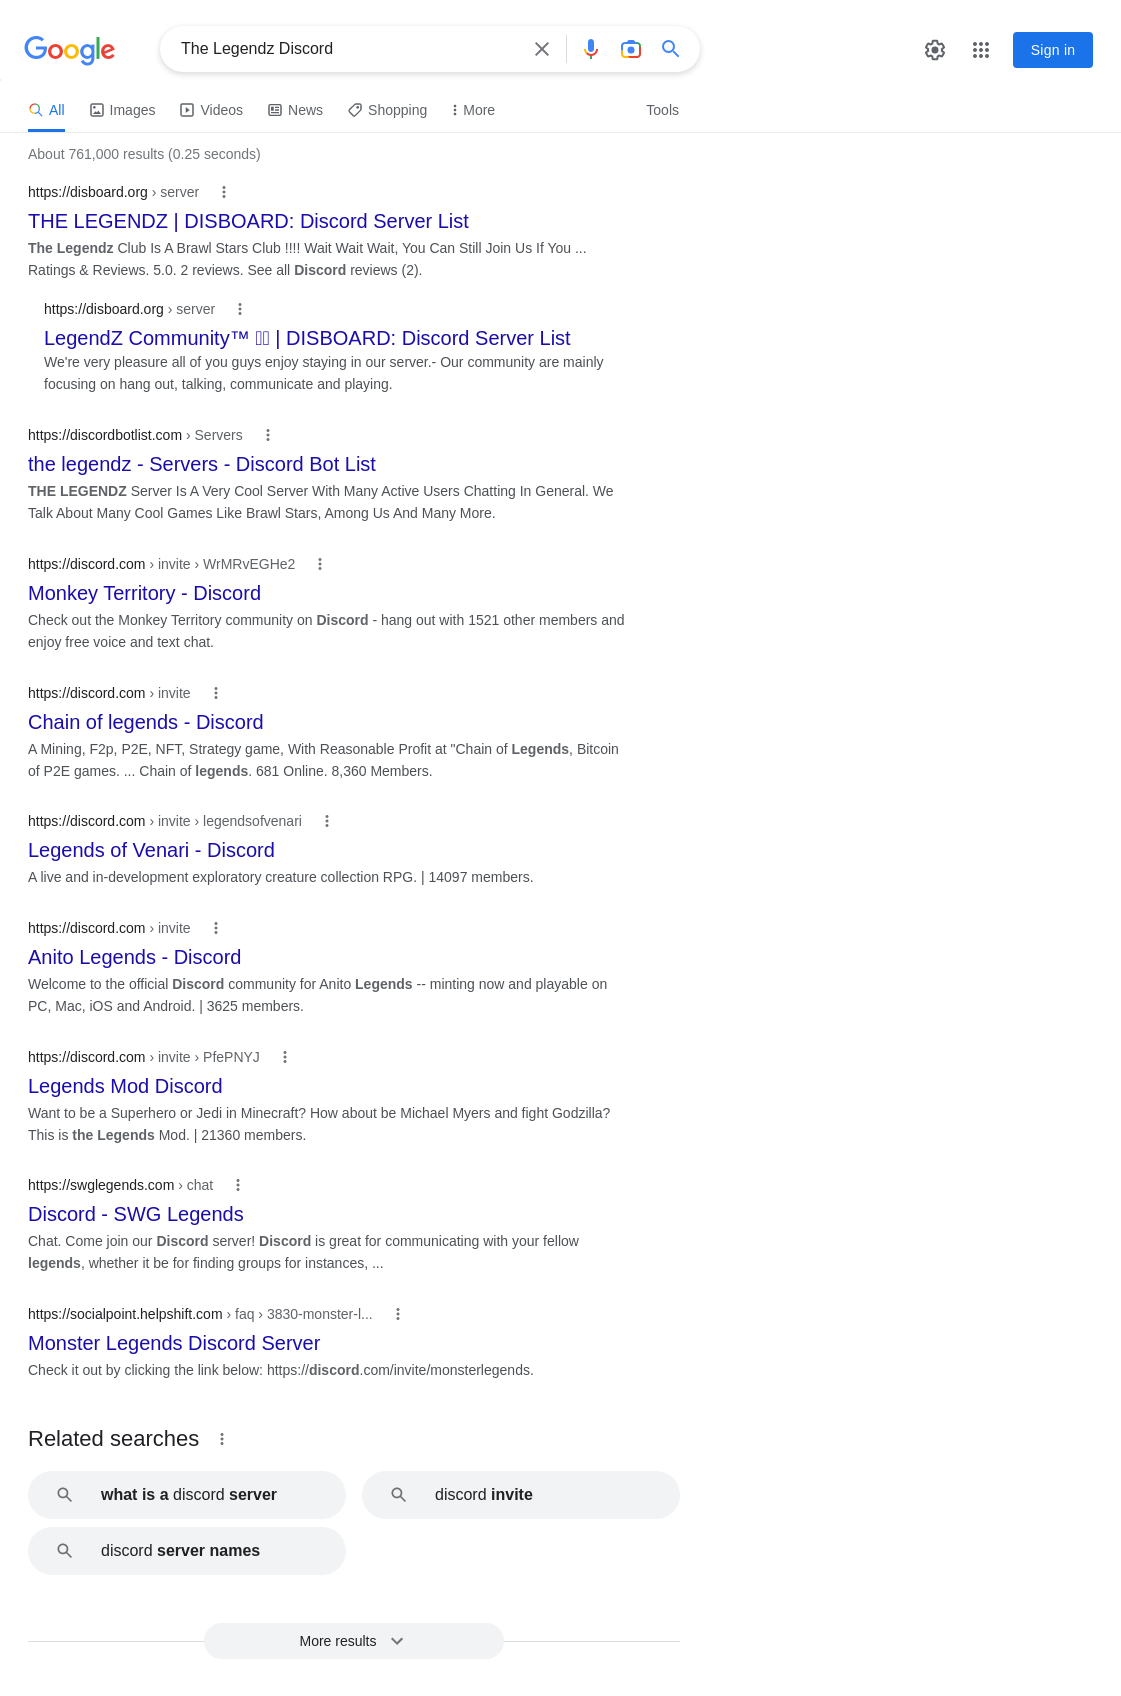 Google
The Legendz Discord
Sign in
All
Images
Videos
News
Shopping
More
Tools
About 761,000 results (0.25 seconds)
https://disboard.org › server
THE LEGENDZ | DISBOARD: Discord Server List
The Legendz Club Is A Brawl Stars Club !!!! Wait Wait Wait, You Can Still Join Us If You ...
Ratings & Reviews. 5.0. 2 reviews. See all Discord reviews (2).
https://disboard.org › server
LegendZ Community™ | DISBOARD: Discord Server List
We're very pleasure all of you guys enjoy staying in our server.- Our community are mainly
focusing on hang out, talking, communicate and playing.
https://discordbotlist.com › Servers
the legendz - Servers - Discord Bot List
THE LEGENDZ Server Is A Very Cool Server With Many Active Users Chatting In General. We
Talk About Many Cool Games Like Brawl Stars, Among Us And Many More.
https://discord.com › invite › WrMRvEGHe2
Monkey Territory - Discord
Check out the Monkey Territory community on Discord - hang out with 1521 other members and
enjoy free voice and text chat.
https://discord.com › invite
Chain of legends - Discord
A Mining, F2p, P2E, NFT, Strategy game, With Reasonable Profit at "Chain of Legends, Bitcoin
of P2E games. ... Chain of legends. 681 Online. 8,360 Members.
https://discord.com › invite › legendsofvenari
Legends of Venari - Discord
A live and in-development exploratory creature collection RPG. | 14097 members.
https://discord.com › invite
Anito Legends - Discord
Welcome to the official Discord community for Anito Legends -- minting now and playable on
PC, Mac, iOS and Android. | 3625 members.
https://discord.com › invite › PfePNYJ
Legends Mod Discord
Want to be a Superhero or Jedi in Minecraft? How about be Michael Myers and fight Godzilla?
This is the Legends Mod. | 21360 members.
https://swglegends.com › chat
Discord - SWG Legends
Chat. Come join our Discord server! Discord is great for communicating with your fellow
legends, whether it be for finding groups for instances, ...
https://socialpoint.helpshift.com › faq › 3830-monster-l...
Monster Legends Discord Server
Check it out by clicking the link below: https://discord.com/invite/monsterlegends.
Related searches
what is a discord server
discord invite
discord server names
More results